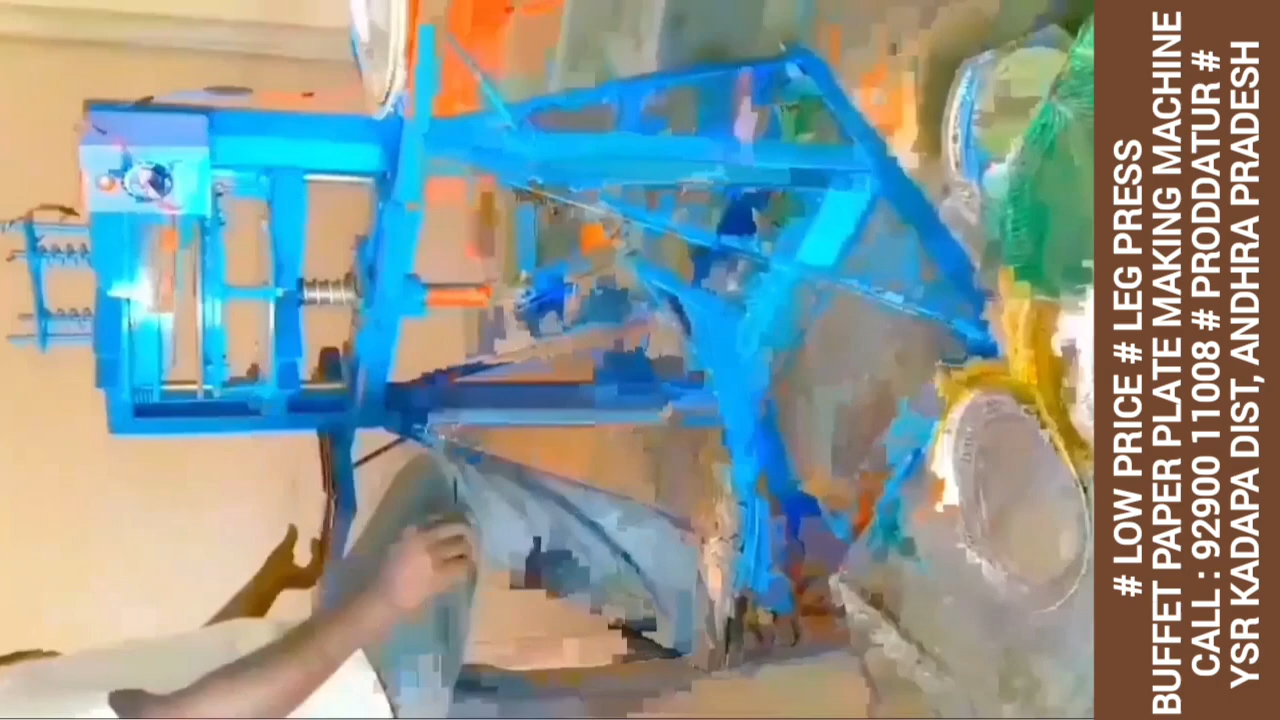 # LOW PRICE # LEG PRESS
BUFFET PAPER PLATE MAKING MACHINE
CALL : 92900 11008 # PRODDATUR #
YSR KADAPA DIST, ANDHRA PRADESH